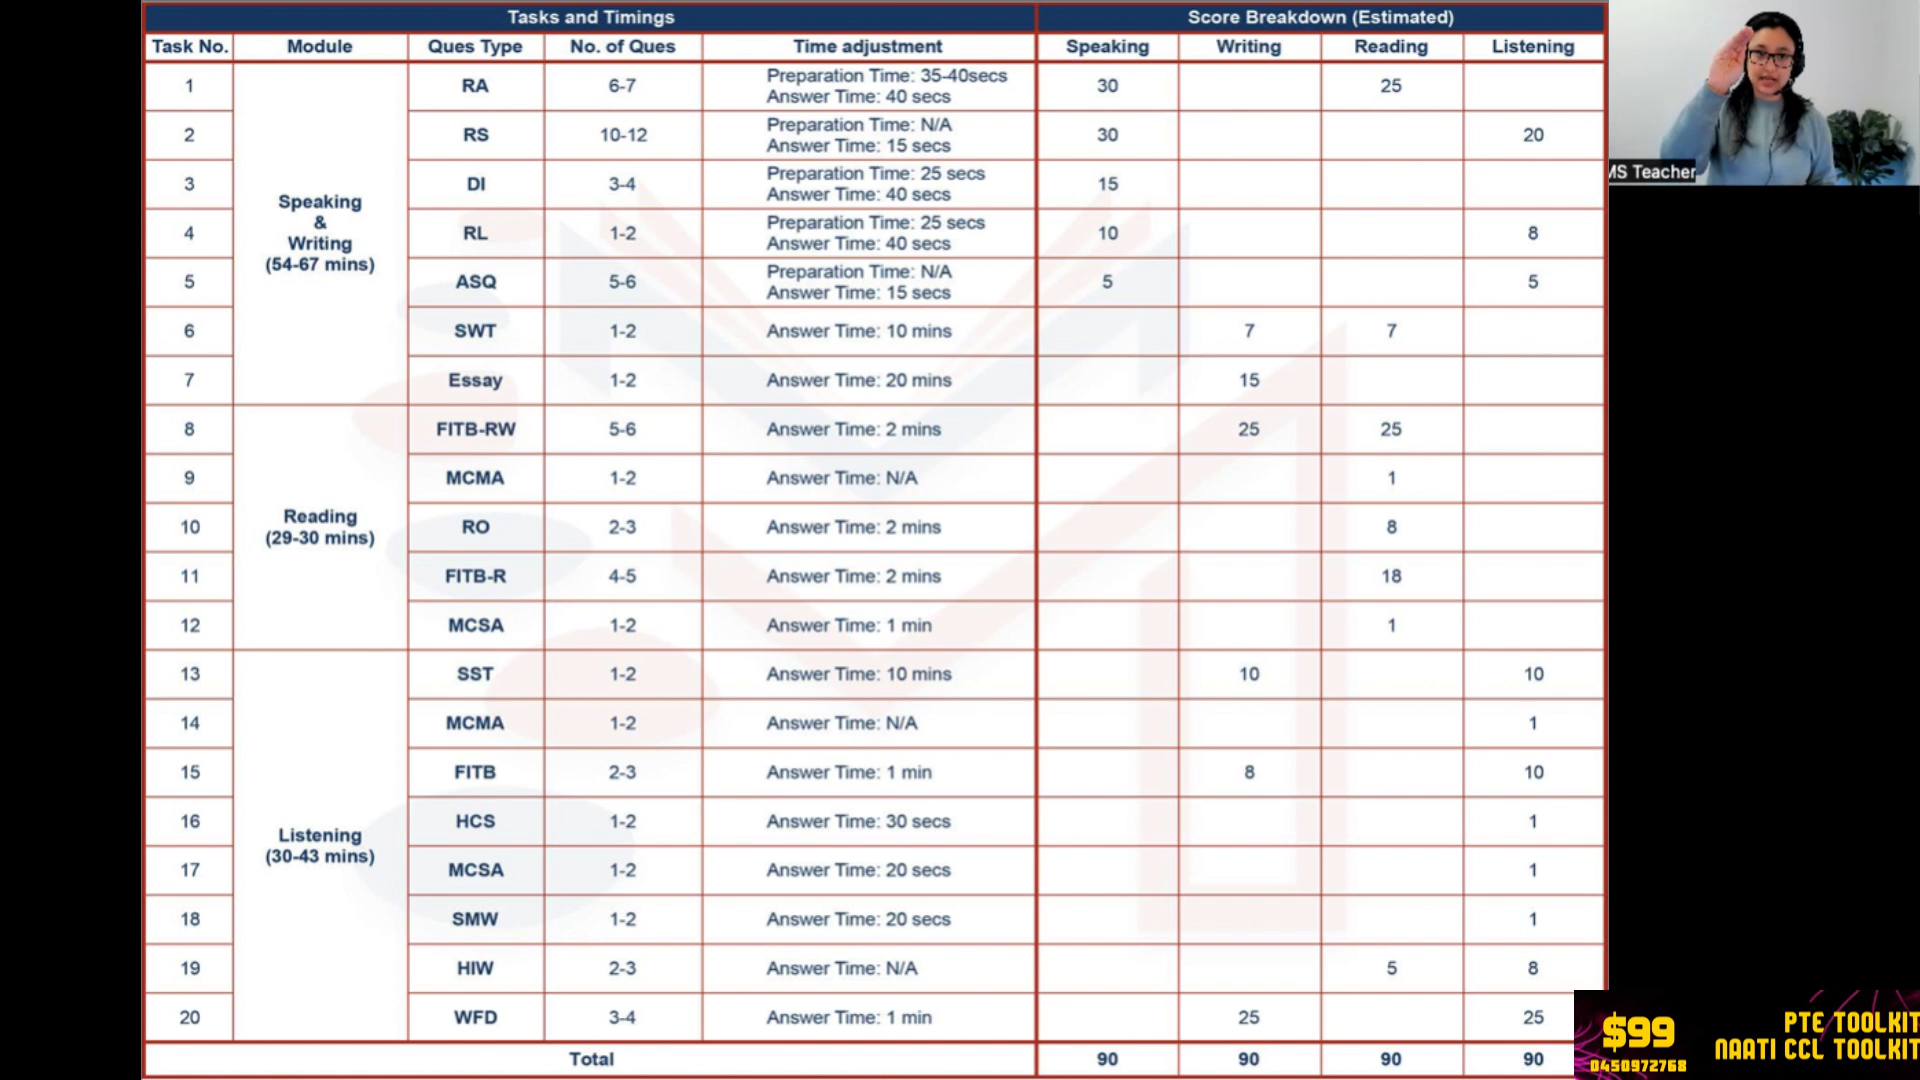 Tasks and Timings Score Breakdown (Estimated)
Task No. Module Ques Type No. of Ques Time adjustment Speaking Writing Reading Listening
1 RA 6-7 Preparation Time: 35-40secs 30 25
Answer Time: 40 secs
2 RS 10-12 Preparation Time: N/A 30 20
Answer Time: 15 secs
3 DI 3-4 Preparation Time: 25 secs 15
Answer Time: 40 secs
Speaking
&
Writing
(54-67 mins)
4 RL 1-2 Preparation Time: 25 secs 10 8
Answer Time: 40 secs
5 ASQ 5-6 Preparation Time: N/A 5 5
Answer Time: 15 secs
6 SWT 1-2 Answer Time: 10 mins 7 7
7 Essay 1-2 Answer Time: 20 mins 15
8 FITB-RW 5-6 Answer Time: 2 mins 25 25
9 MCMA 1-2 Answer Time: N/A 1
Reading
(29-30 mins)
10 RO 2-3 Answer Time: 2 mins 8
11 FITB-R 4-5 Answer Time: 2 mins 18
12 MCSA 1-2 Answer Time: 1 min 1
13 SST 1-2 Answer Time: 10 mins 10 10
14 MCMA 1-2 Answer Time: N/A 1
15 FITB 2-3 Answer Time: 1 min 8 10
16 HCS 1-2 Answer Time: 30 secs 1
Listening
(30-43 mins)
17 MCSA 1-2 Answer Time: 20 secs 1
18 SMW 1-2 Answer Time: 20 secs 1
19 HIW 2-3 Answer Time: N/A 5 8
20 WFD 3-4 Answer Time: 1 min 25 25
Total 90 90 90 90
MS Teacher
$99
0450972768
PTE TOOLKIT
NAATI CCL TOOLKIT